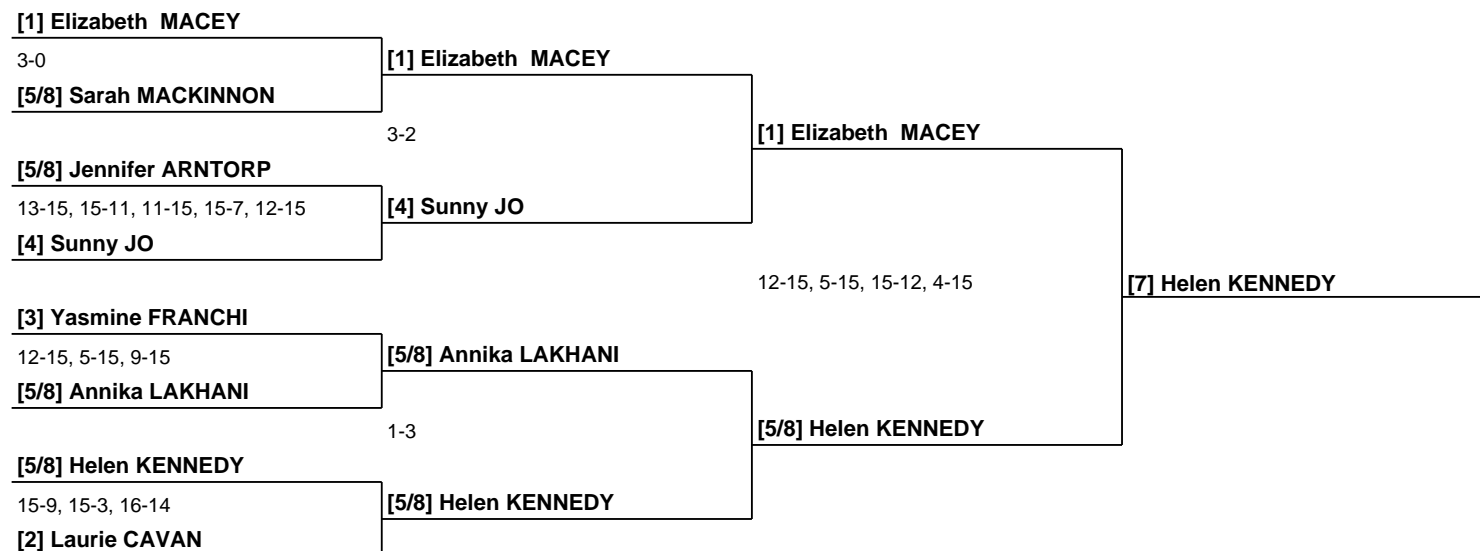 [1] Elizabeth  MACEY
3-0
[1] Elizabeth  MACEY
[5/8] Sarah MACKINNON
3-2
[1] Elizabeth  MACEY
[5/8] Jennifer ARNTORP
13-15, 15-11, 11-15, 15-7, 12-15
[4] Sunny JO
[4] Sunny JO
12-15, 5-15, 15-12, 4-15
[7] Helen KENNEDY
[3] Yasmine FRANCHI
12-15, 5-15, 9-15
[5/8] Annika LAKHANI
[5/8] Annika LAKHANI
1-3
[5/8] Helen KENNEDY
[5/8] Helen KENNEDY
15-9, 15-3, 16-14
[5/8] Helen KENNEDY
[2] Laurie CAVAN